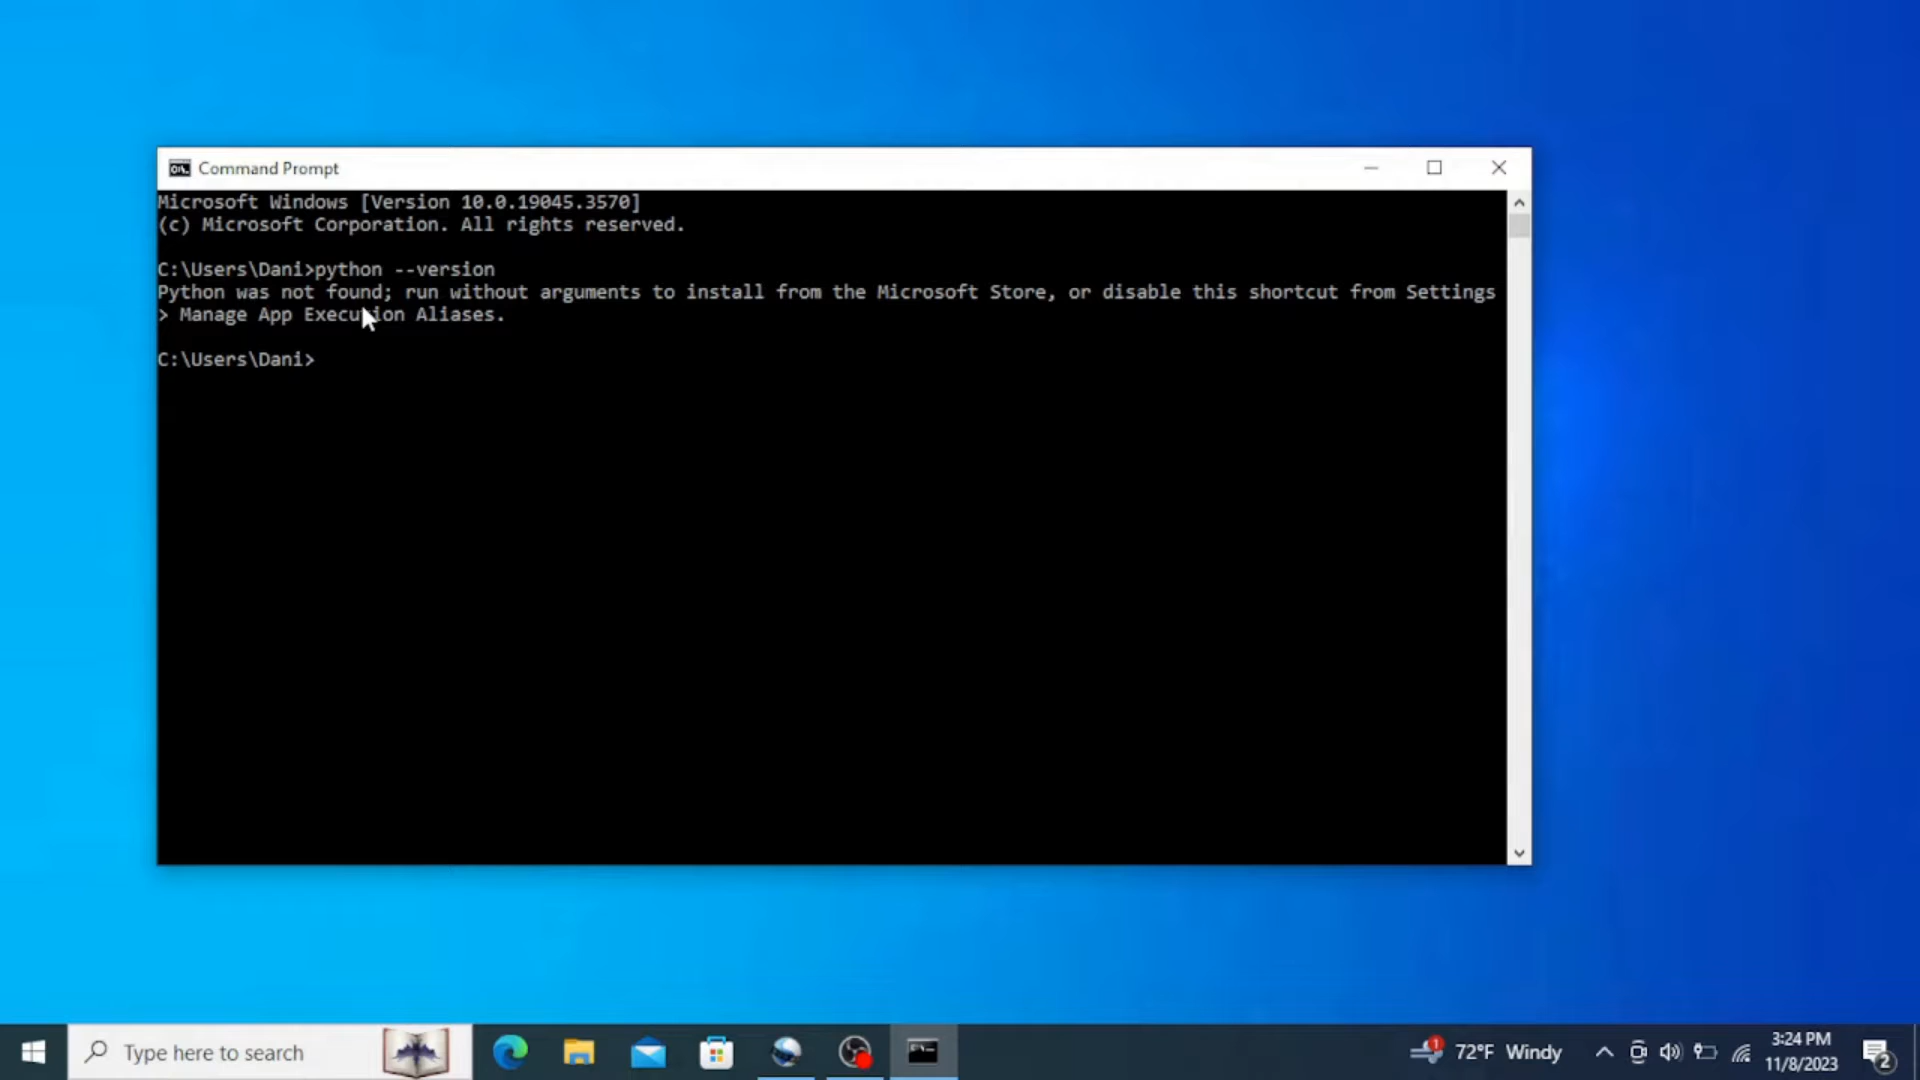 Command Prompt
Microsoft Windows [Version 10.0.19045.3570]
(c) Microsoft Corporation. All rights reserved.
C:\Users\Dani>python --version
Python was not found; run without arguments to install from the Microsoft Store, or disable this shortcut from Settings
> Manage App Execution Aliases.
C:\Users\Dani>
Type here to search
1
72°F Windy
3:24 PM
11/8/2023
2